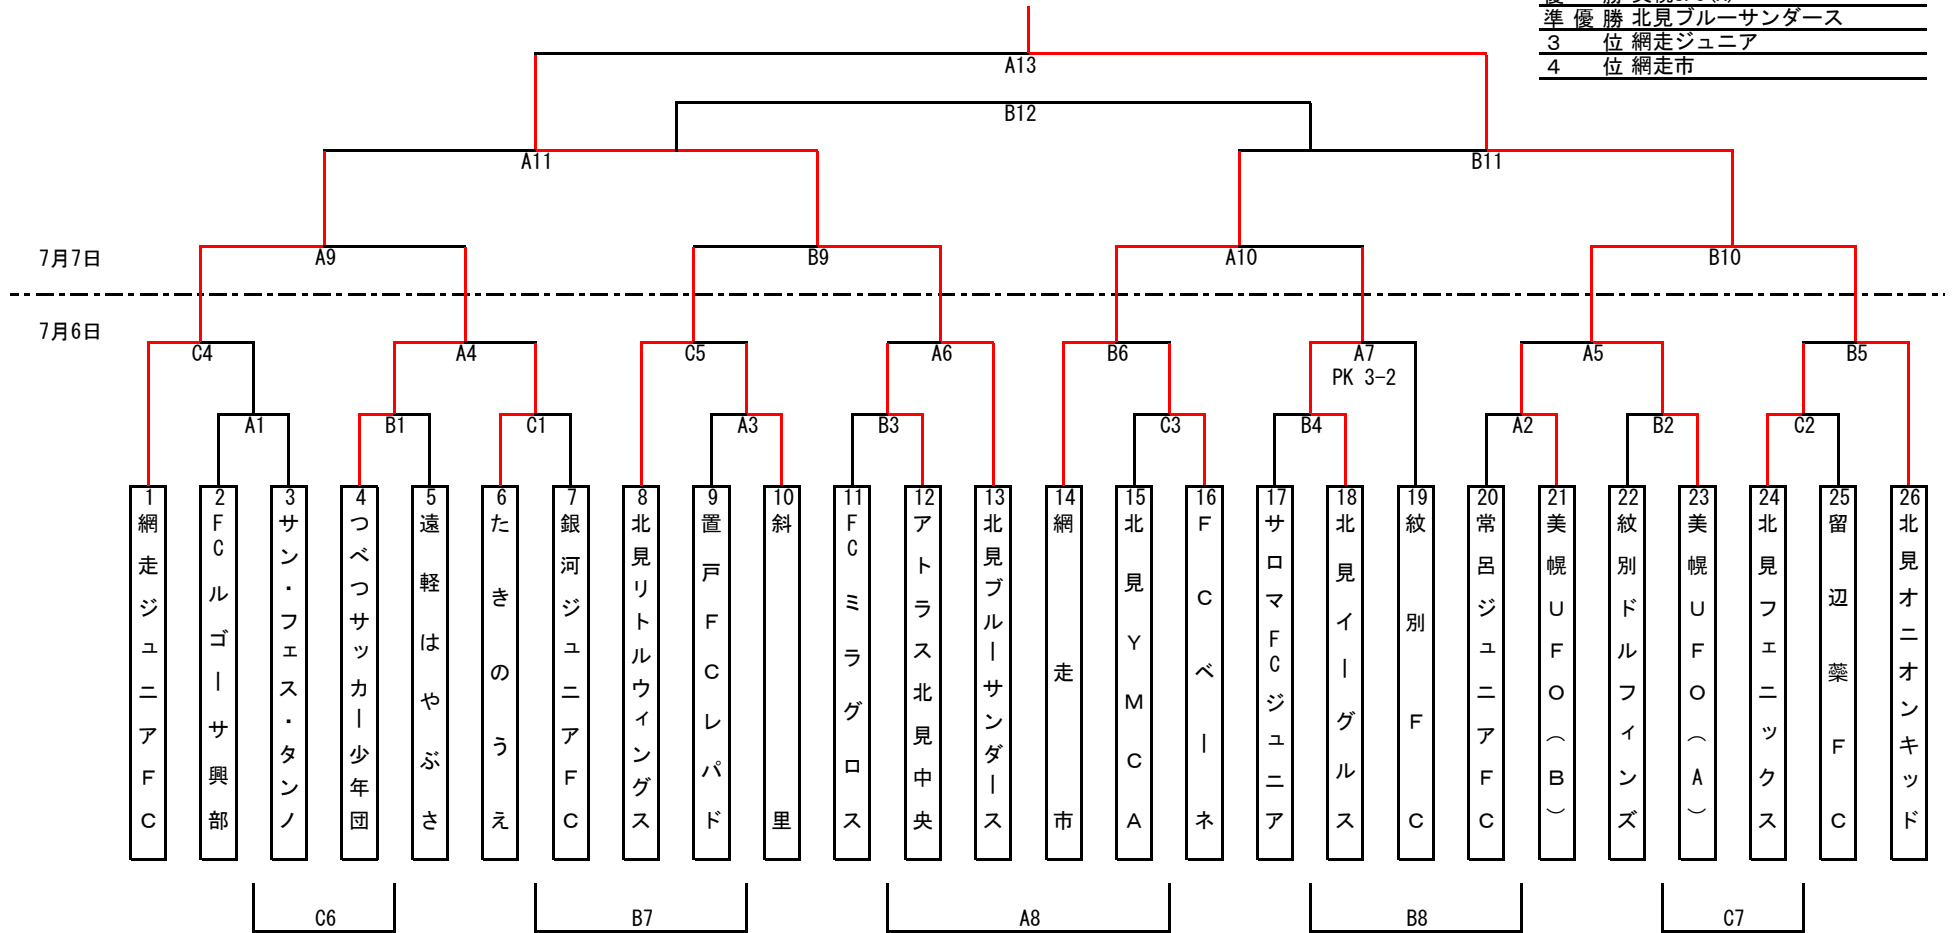 準優勝 北見ブルーサンダース
3 位 網走ジュニア
4 位 網走市
A13
B12
A11
B11
7月7日
A9
B9
A10
B10
7月6日
C4
A4
C5
A6
B6
A7
A5
B5
PK 3-2
A1
B1
C1
A3
B3
C3
B4
A2
B2
C2
1 網走ジュニアFC
2 FCルゴーサ興部
3 サン・フェス・タンノ
4 つべつサッカー少年団
5 遠軽はやぶさ
6 たきのうえ
7 銀河ジュニアFC
8 北見リトルウィングス
9 置戸FCレパド
10 斜里
11 FCミラグロス
12 アトラス北見中央
13 北見ブルーサンダース
14 網走市
15 北見YMCA
16 FCベーネ
17 サロマFCジュニア
18 北見イーグルス
19 紋別FC
20 常呂ジュニアFC
21 美幌UFO(B)
22 紋別ドルフィンズ
23 美幌UFO(A)
24 北見フェニックス
25 留辺蘂FC
26 北見オニオンキッド
C6
B7
A8
B8
C7